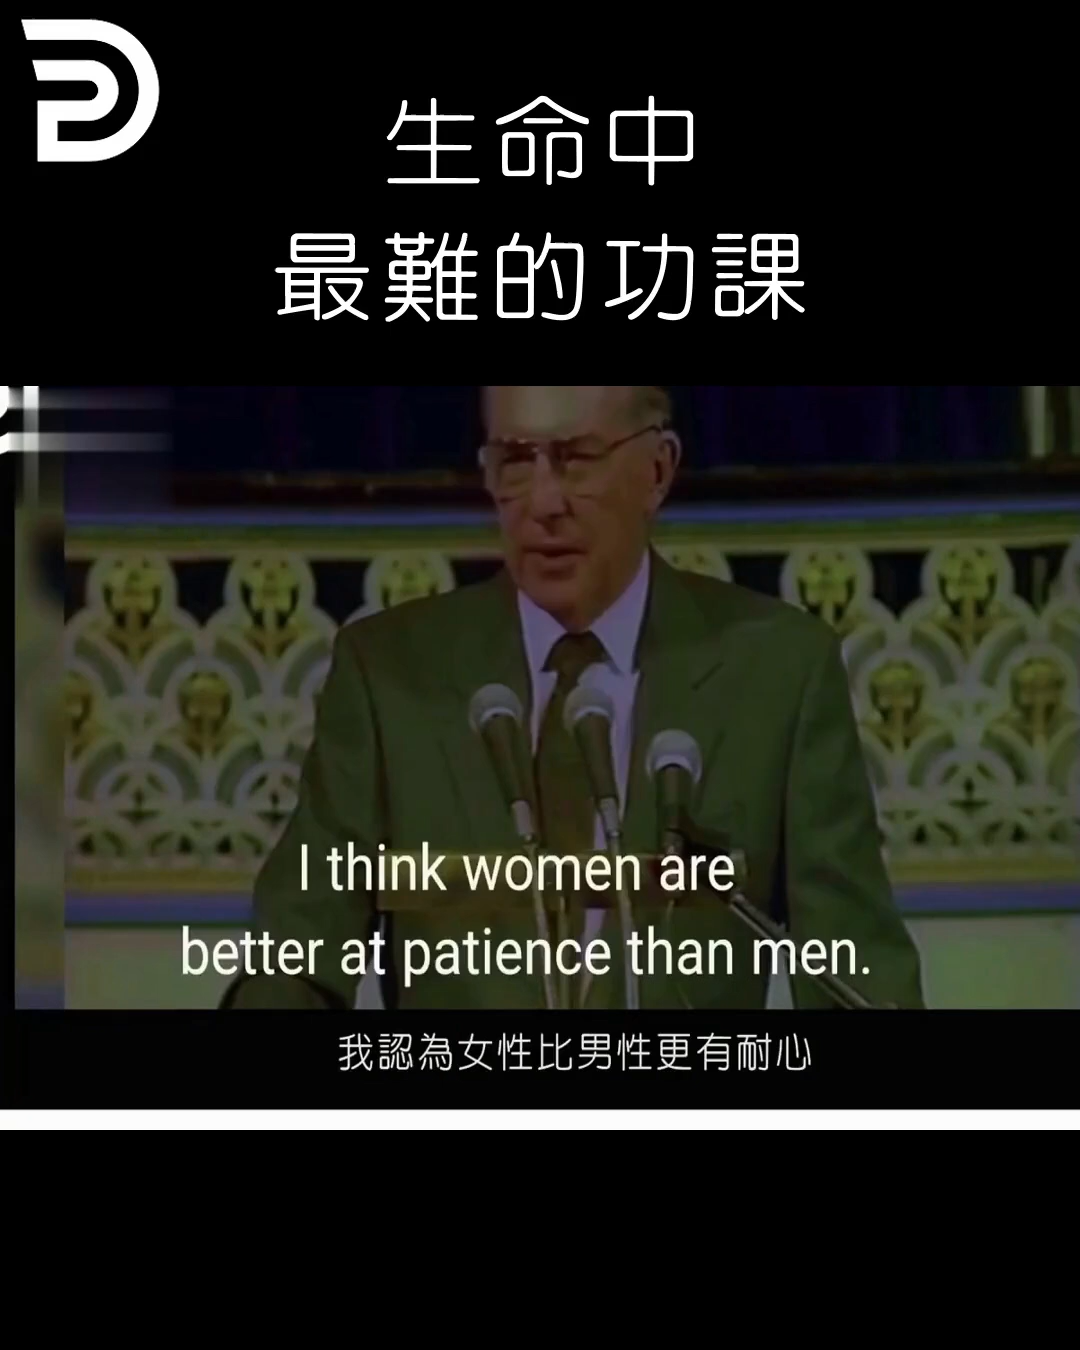 生命中
最難的功課
I think women are
better at patience than men.
我認為女性比男性更有耐心